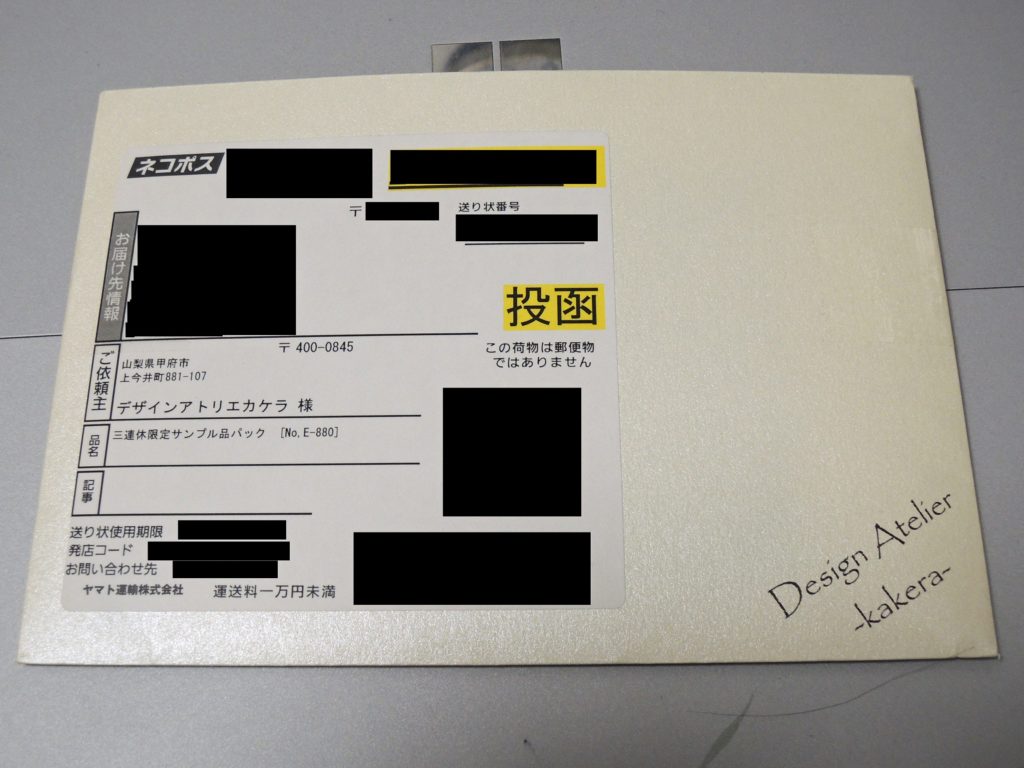 ネコポス
〒
送り状番号
お届け先情報
投函
この荷物は郵便物
ではありません
〒 400-0845
ご依頼主
山梨県甲府市
上今井町881-107
デザインアトリエカケラ 様
品名
三連休限定サンプル品パック [No.E-880]
記事
送り状使用期限
発店コード
お問い合わせ先
ヤマト運輸株式会社
運送料一万円未満
Design Atelier
-kakera-